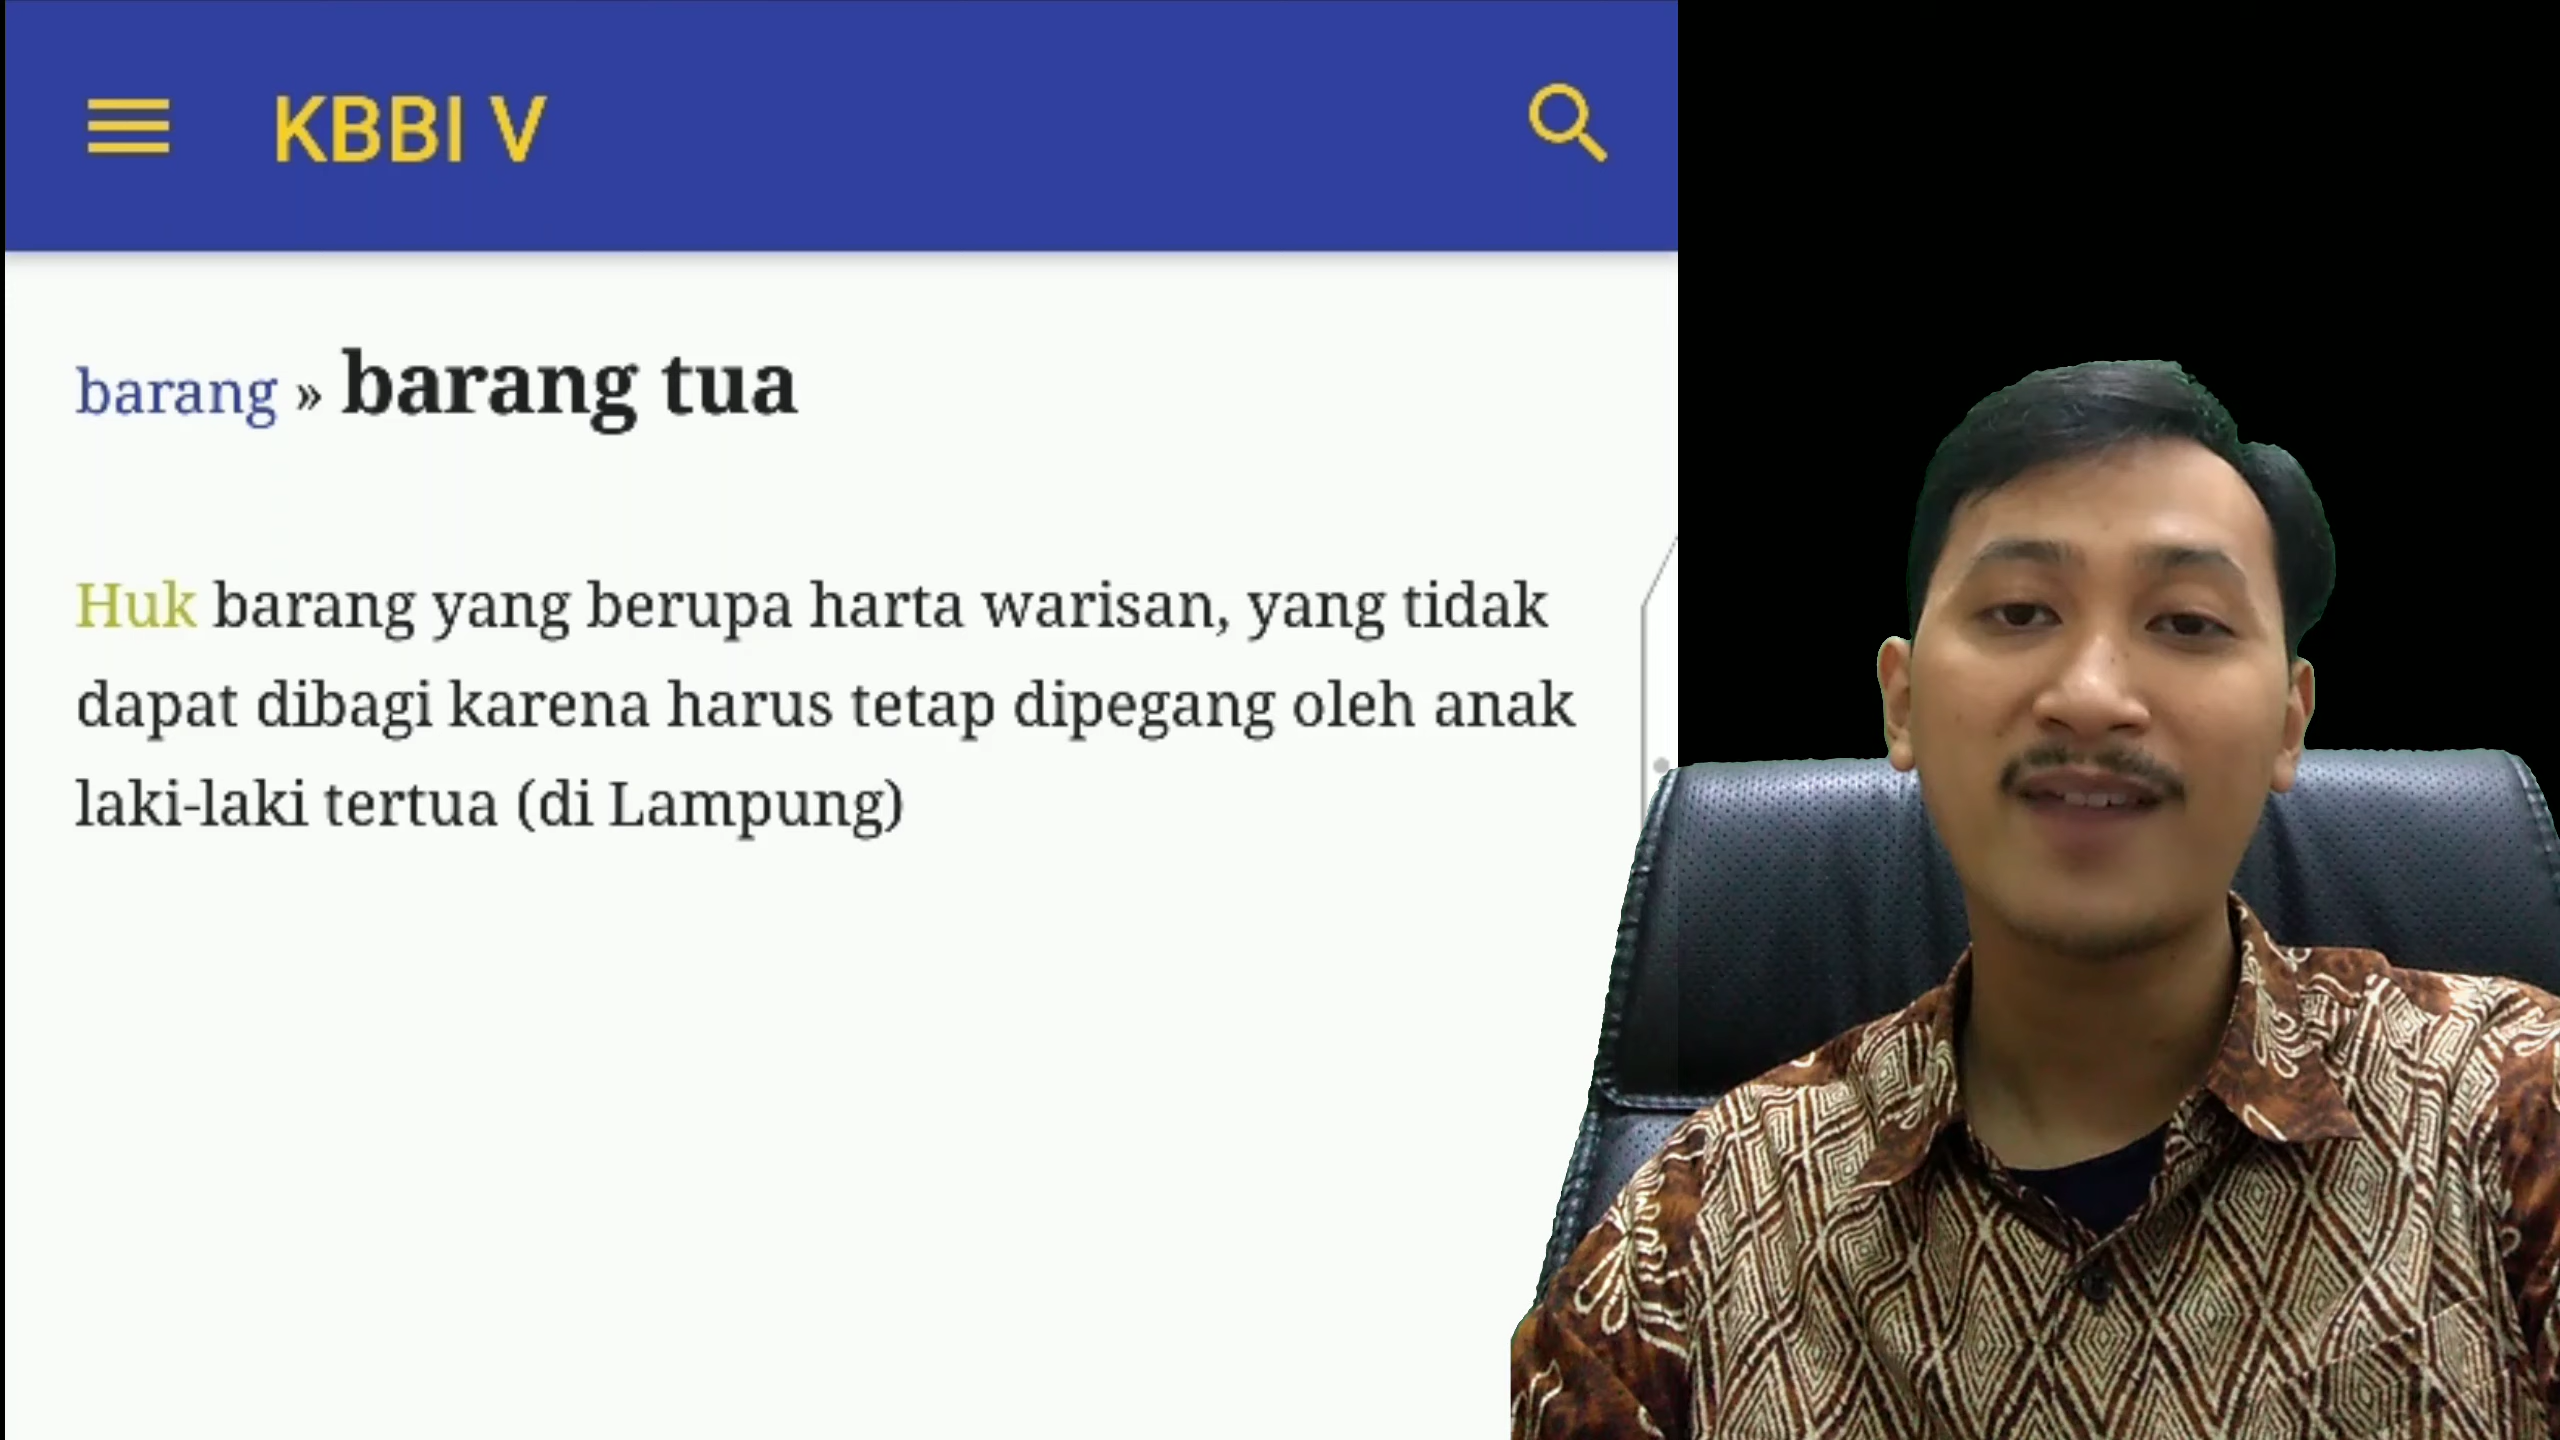 KBBI V
barang » barang tua
Huk barang yang berupa harta warisan, yang tidak
dapat dibagi karena harus tetap dipegang oleh anak
laki-laki tertua (di Lampung)